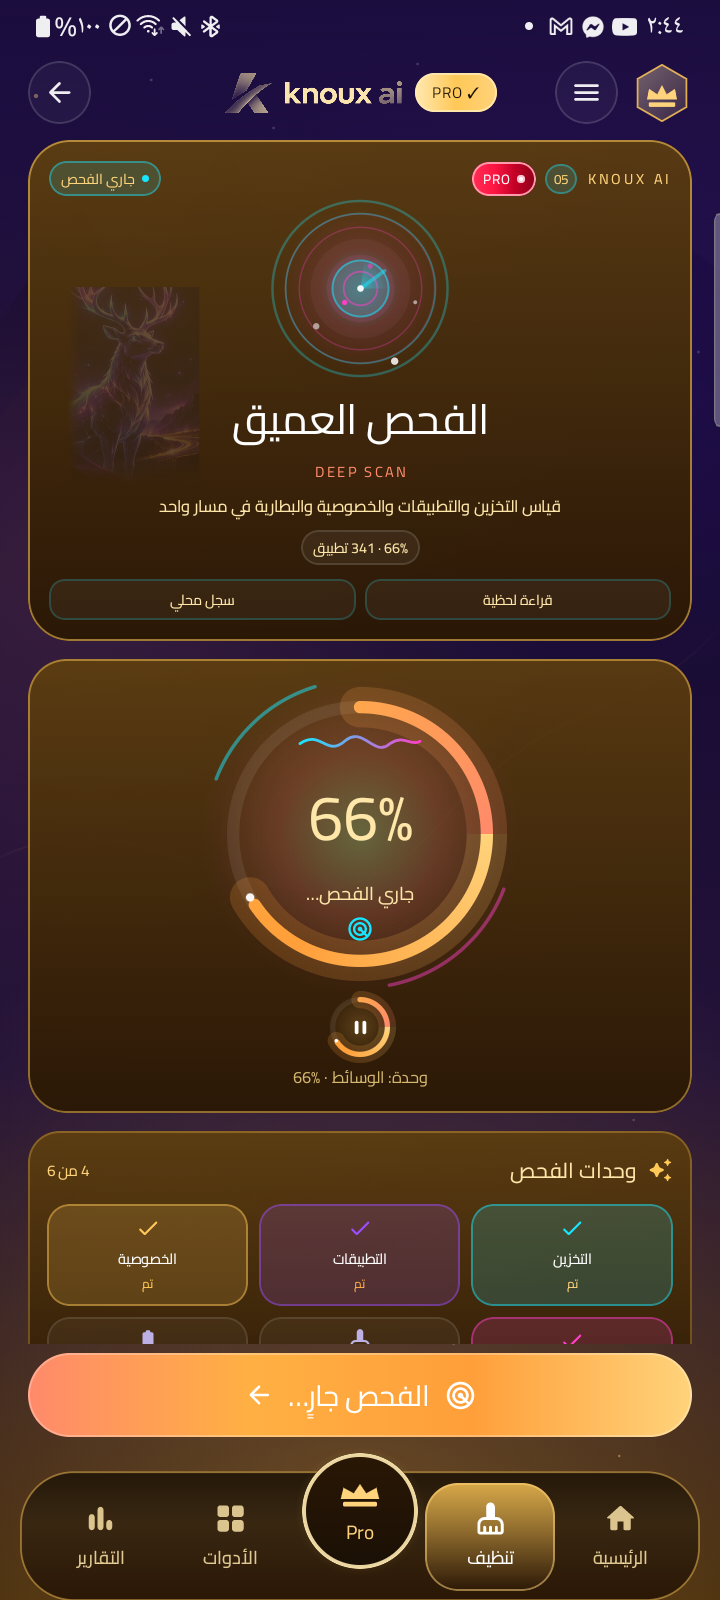 ٢:٤٤
%١٠٠
knoux ai
PRO ✓
KNOUX AI
05
PRO
جاري الفحص
الفحص العميق
DEEP SCAN
قياس التخزين والتطبيقات والخصوصية والبطارية في مسار واحد
66% · 341 تطبيق
قراءة لحظية
سجل محلي
66%
جاري الفحص...
وحدة: الوسائط · 66%
وحدات الفحص
4 من 6
التخزين
تم
التطبيقات
تم
الخصوصية
تم
الفحص جارٍ...
الرئيسية
تنظيف
Pro
الأدوات
التقارير